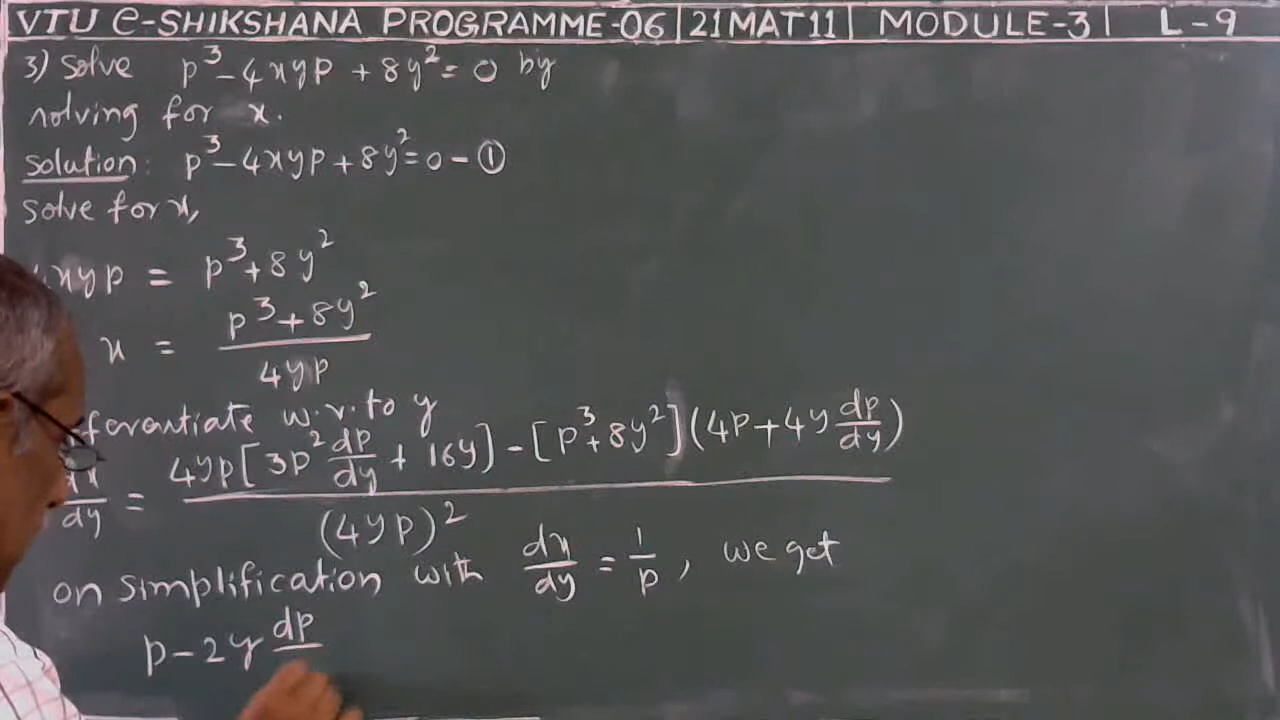 VTU e-SHIKSHANA PROGRAMME-06 | 21MAT11 | MODULE-3 | L-9
3) Solve p³ - 4xyp + 8y² = 0 by
solving for x.
Solution: p³ - 4xyp + 8y² = 0 - ①
Solve for x,
xyp = p³ + 8y²
x = (p³ + 8y²) / 4yp
w.r.to y
dx/dy = (4yp[3p² dp/dy + 16y] - [p³ + 8y²](4p + 4y dp/dy)) / (4yp)²
on simplification with dx/dy = 1/p, we get
p - 2y dp